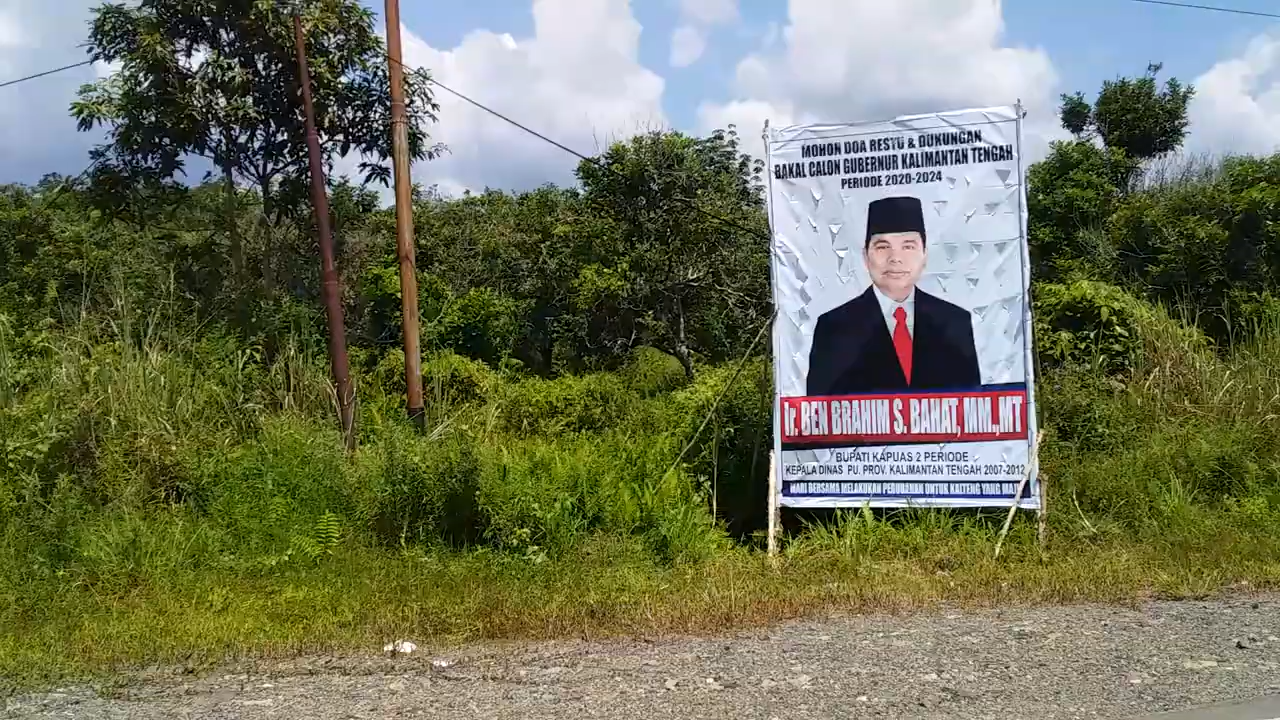 MOHON DOA RESTU & DUKUNGAN
BAKAL CALON GUBERNUR KALIMANTAN TENGAH
PERIODE 2020-2024
Ir. BEN BRAHIM S. BAHAT, MM.,MT
BUPATI KAPUAS 2 PERIODE
KEPALA DINAS PU. PROV. KALIMANTAN TENGAH 2007-2012
MARI BERSAMA MELAKUKAN PERUBAHAN UNTUK KALTENG YANG